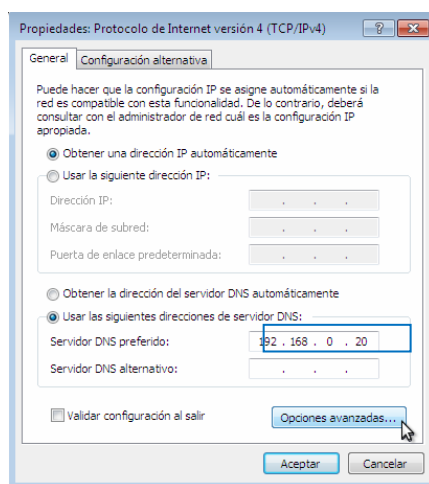 Propiedades: Protocolo de Internet versión 4 (TCP/IPv4)
General
Configuración alternativa
Puede hacer que la configuración IP se asigne automáticamente si la
red es compatible con esta funcionalidad. De lo contrario, deberá
consultar con el administrador de red cuál es la configuración IP
apropiada.
Obtener una dirección IP automáticamente
Usar la siguiente dirección IP:
Dirección IP:
Máscara de subred:
Puerta de enlace predeterminada:
Obtener la dirección del servidor DNS automáticamente
Usar las siguientes direcciones de servidor DNS:
Servidor DNS preferido: 192 . 168 . 0 . 20
Servidor DNS alternativo:
Validar configuración al salir
Opciones avanzadas...
Aceptar
Cancelar